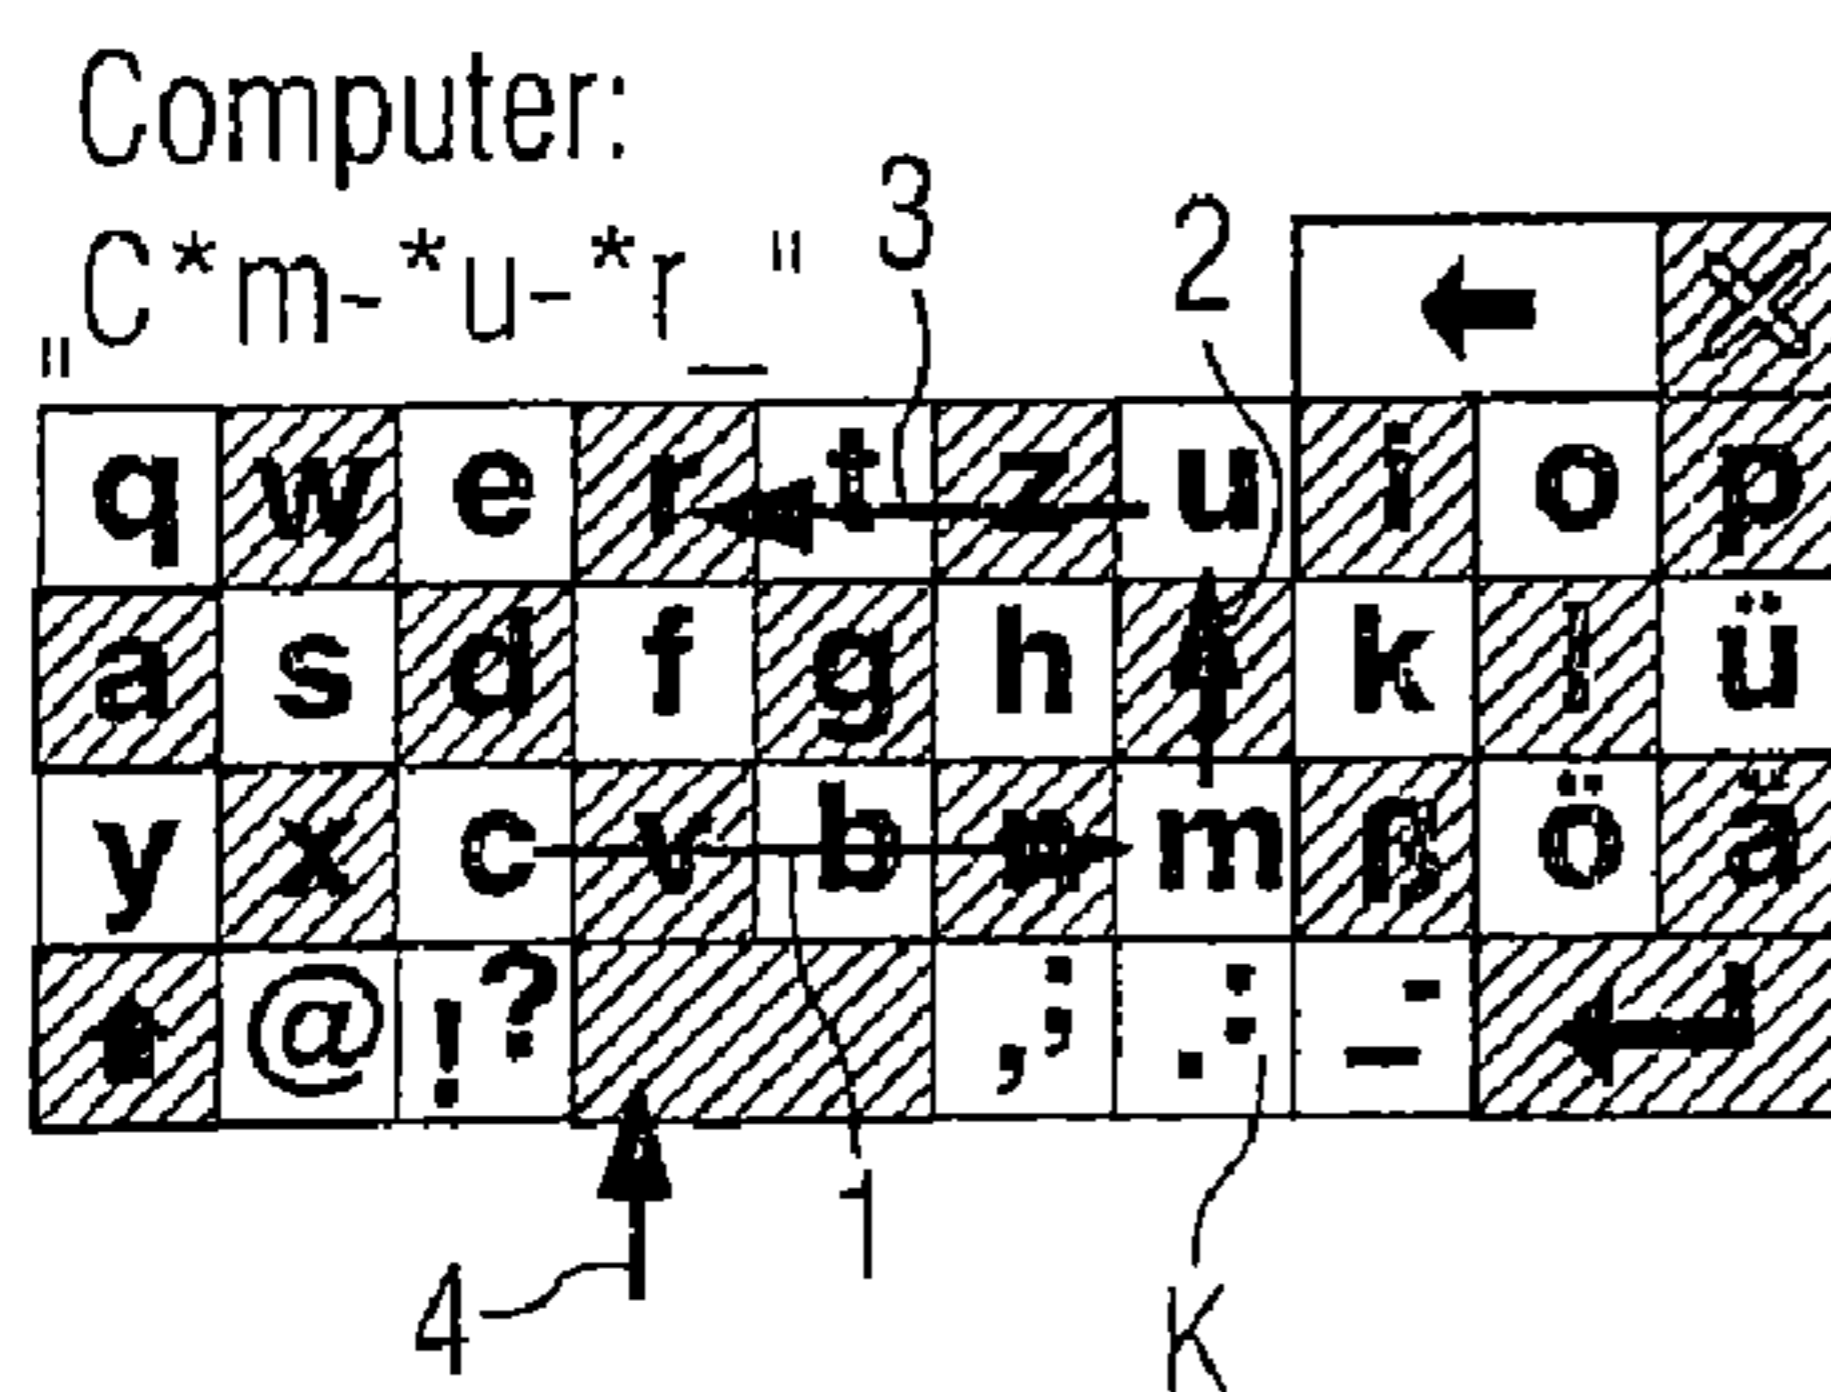 Computer:
„C*m-*u-*r_"
3 2
q w e r t z u i o p
a s d f g h k l ü
y x c v b n m ß ö ä
@ !? ,; .: _-
4 1 K